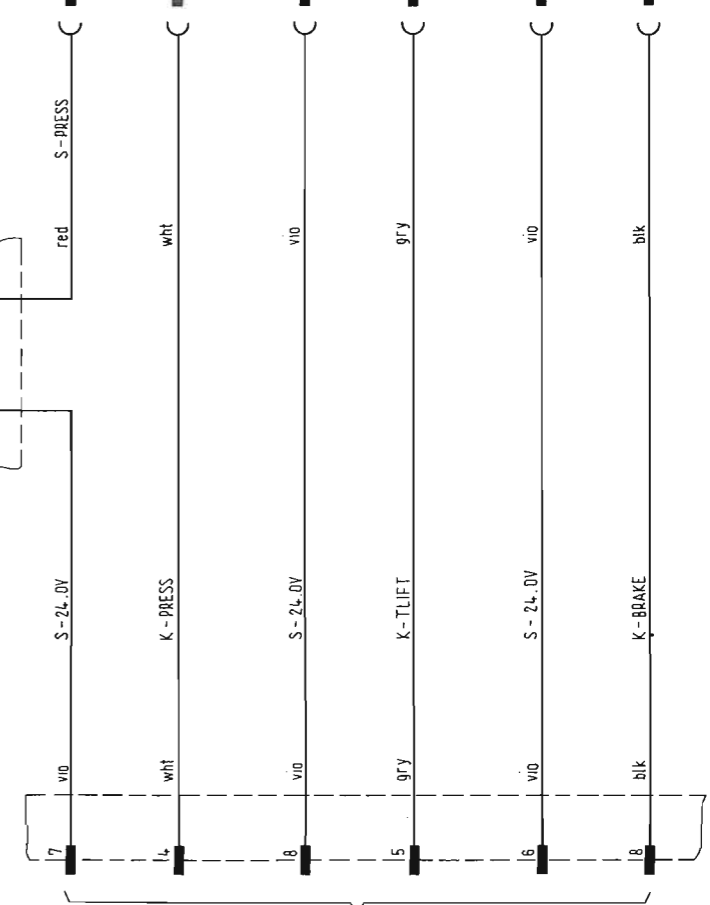 S-PRESS
red
wht
vio
gry
vio
blk
S-24.0V
K-PRESS
S-24.0V
K-TLIFT
S-24.0V
K-BRAKE
vio
wht
vio
gry
vio
blk
7
4
8
5
6
8